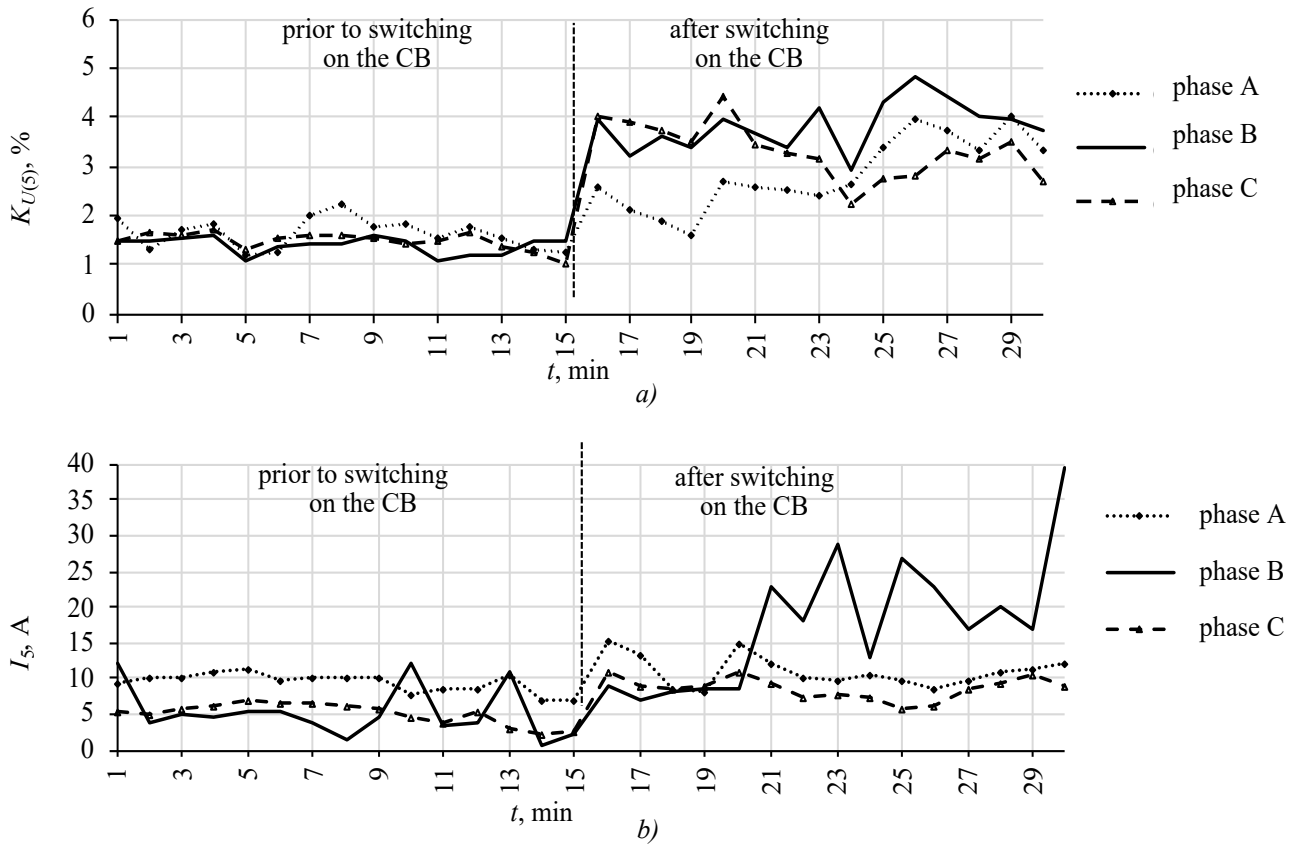 6
5
4
3
2
1
0
K_U(5), %
prior to switching
on the CB
after switching
on the CB
1 3 5 7 9 11 13 15 17 19 21 23 25 27 29
t, min
a)
phase A
phase B
phase C
40
35
30
25
20
15
10
5
0
I_5, A
prior to switching
on the CB
after switching
on the CB
1 3 5 7 9 11 13 15 17 19 21 23 25 27 29
t, min
b)
phase A
phase B
phase C